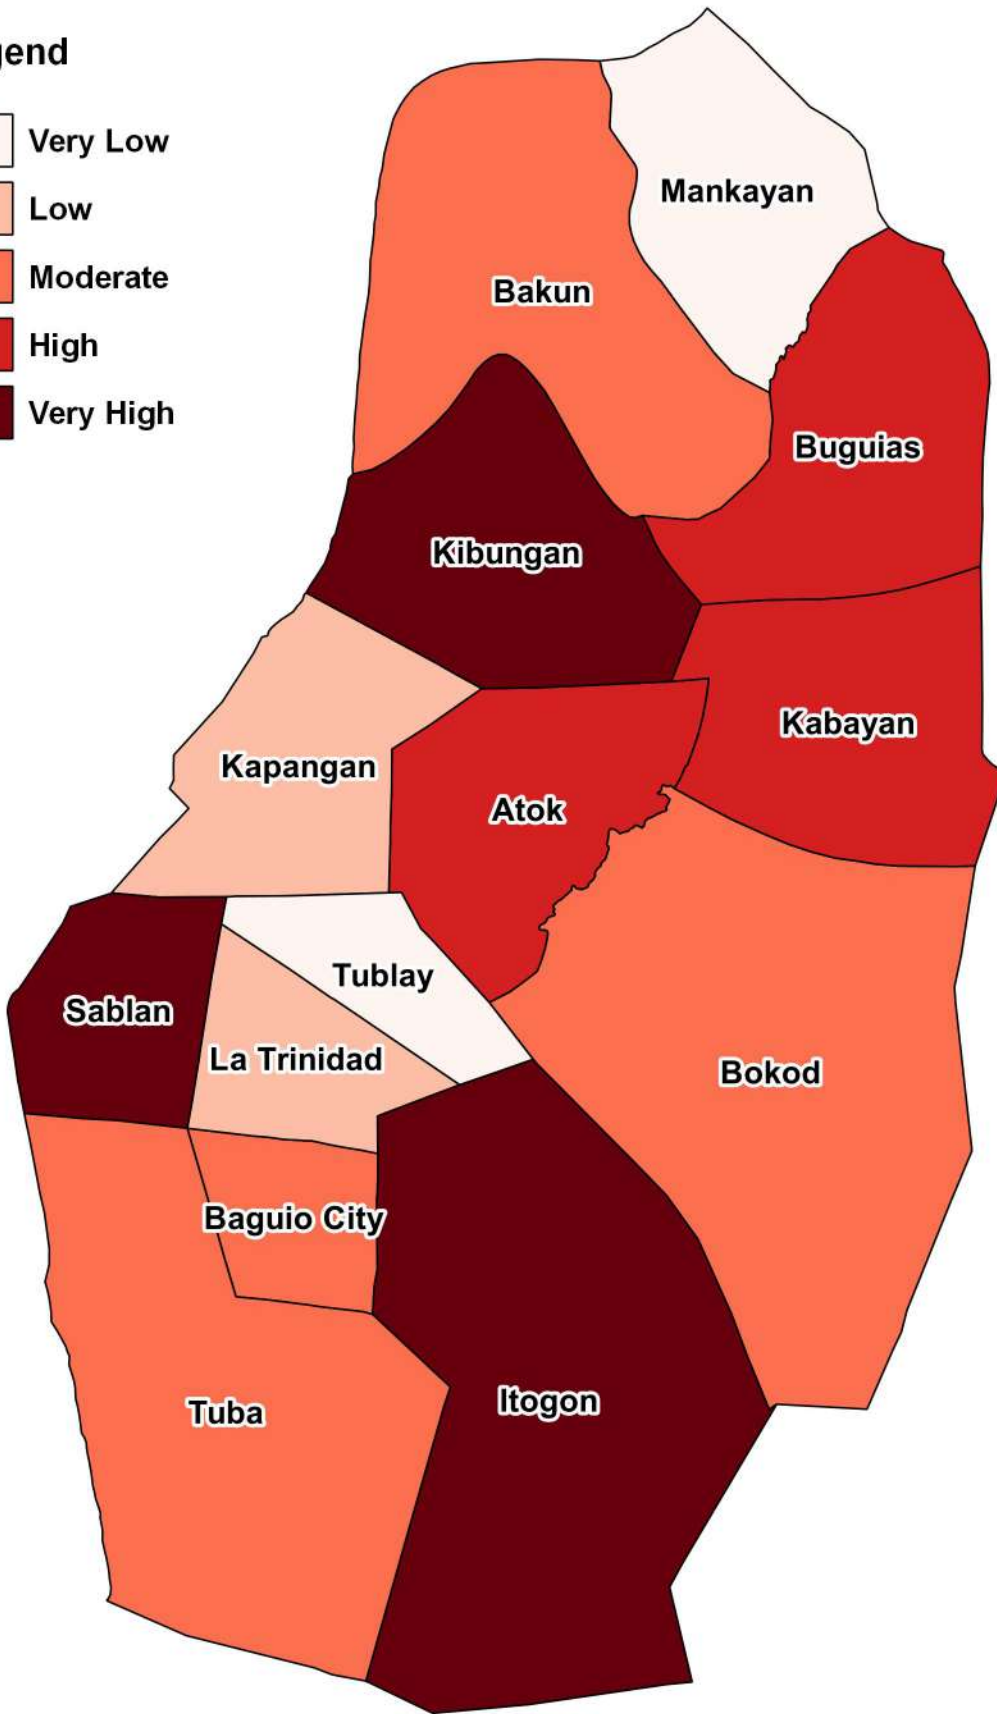 gend
Very Low
Low
Moderate
High
Very High
Mankayan
Bakun
Buguias
Kibungan
Kabayan
Kapangan
Atok
Tublay
Sablan
La Trinidad
Bokod
Baguio City
Itogon
Tuba